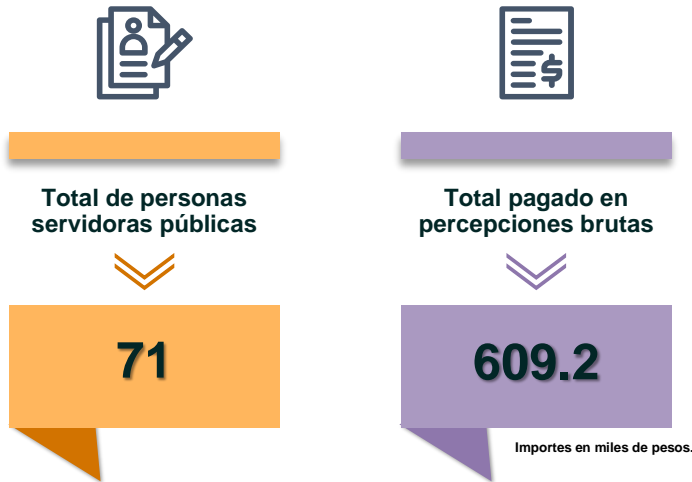 Total de personas
servidoras públicas
71
Total pagado en
percepciones brutas
609.2
Importes en miles de pesos.